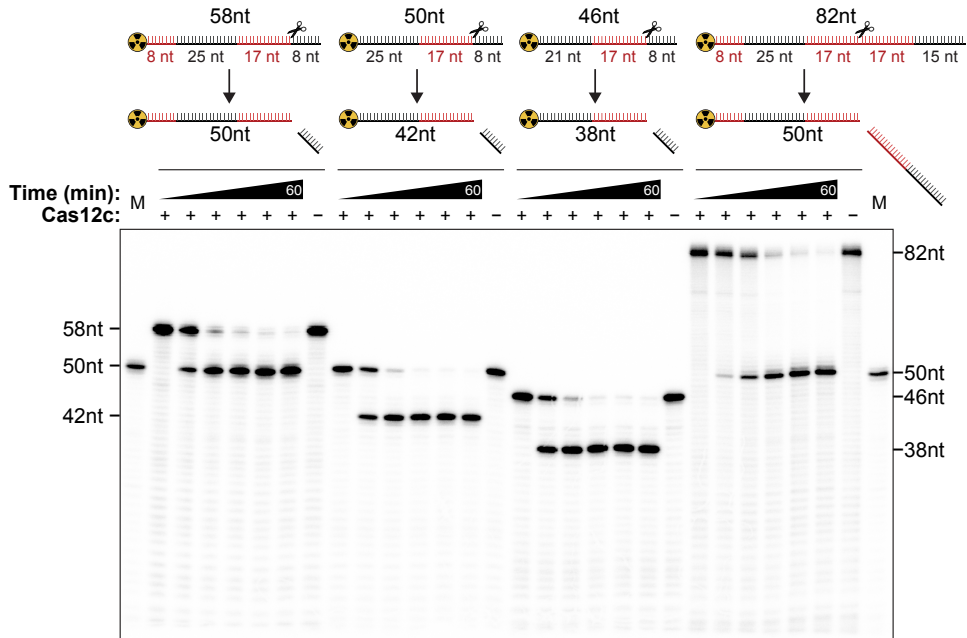 58nt 50nt 46nt 82nt
8 nt 25 nt 17 nt 8 nt 25 nt 17 nt 8 nt 21 nt 17 nt 8 nt 8 nt 25 nt 17 nt 17 nt 15 nt
50nt 42nt 38nt 50nt
Time (min): M 60 60 60 60 M
Cas12c: + + + + + + − + + + + + + − + + + + + + − + + + + + + −
82nt
58nt
50nt 50nt
46nt
42nt
38nt